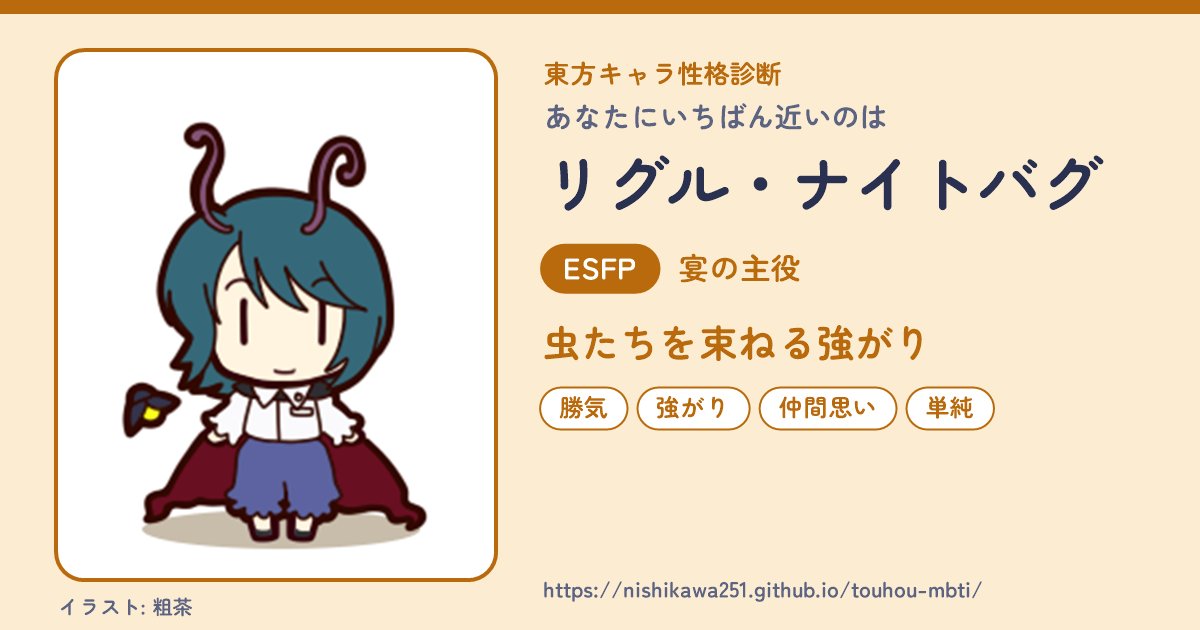 東方キャラ性格診断
あなたにいちばん近いのは
リグル・ナイトバグ
ESFP 宴の主役
虫たちを束ねる強がり
勝気 強がり 仲間思い 単純
https://nishikawa251.github.io/touhou-mbti/
イラスト: 粗茶